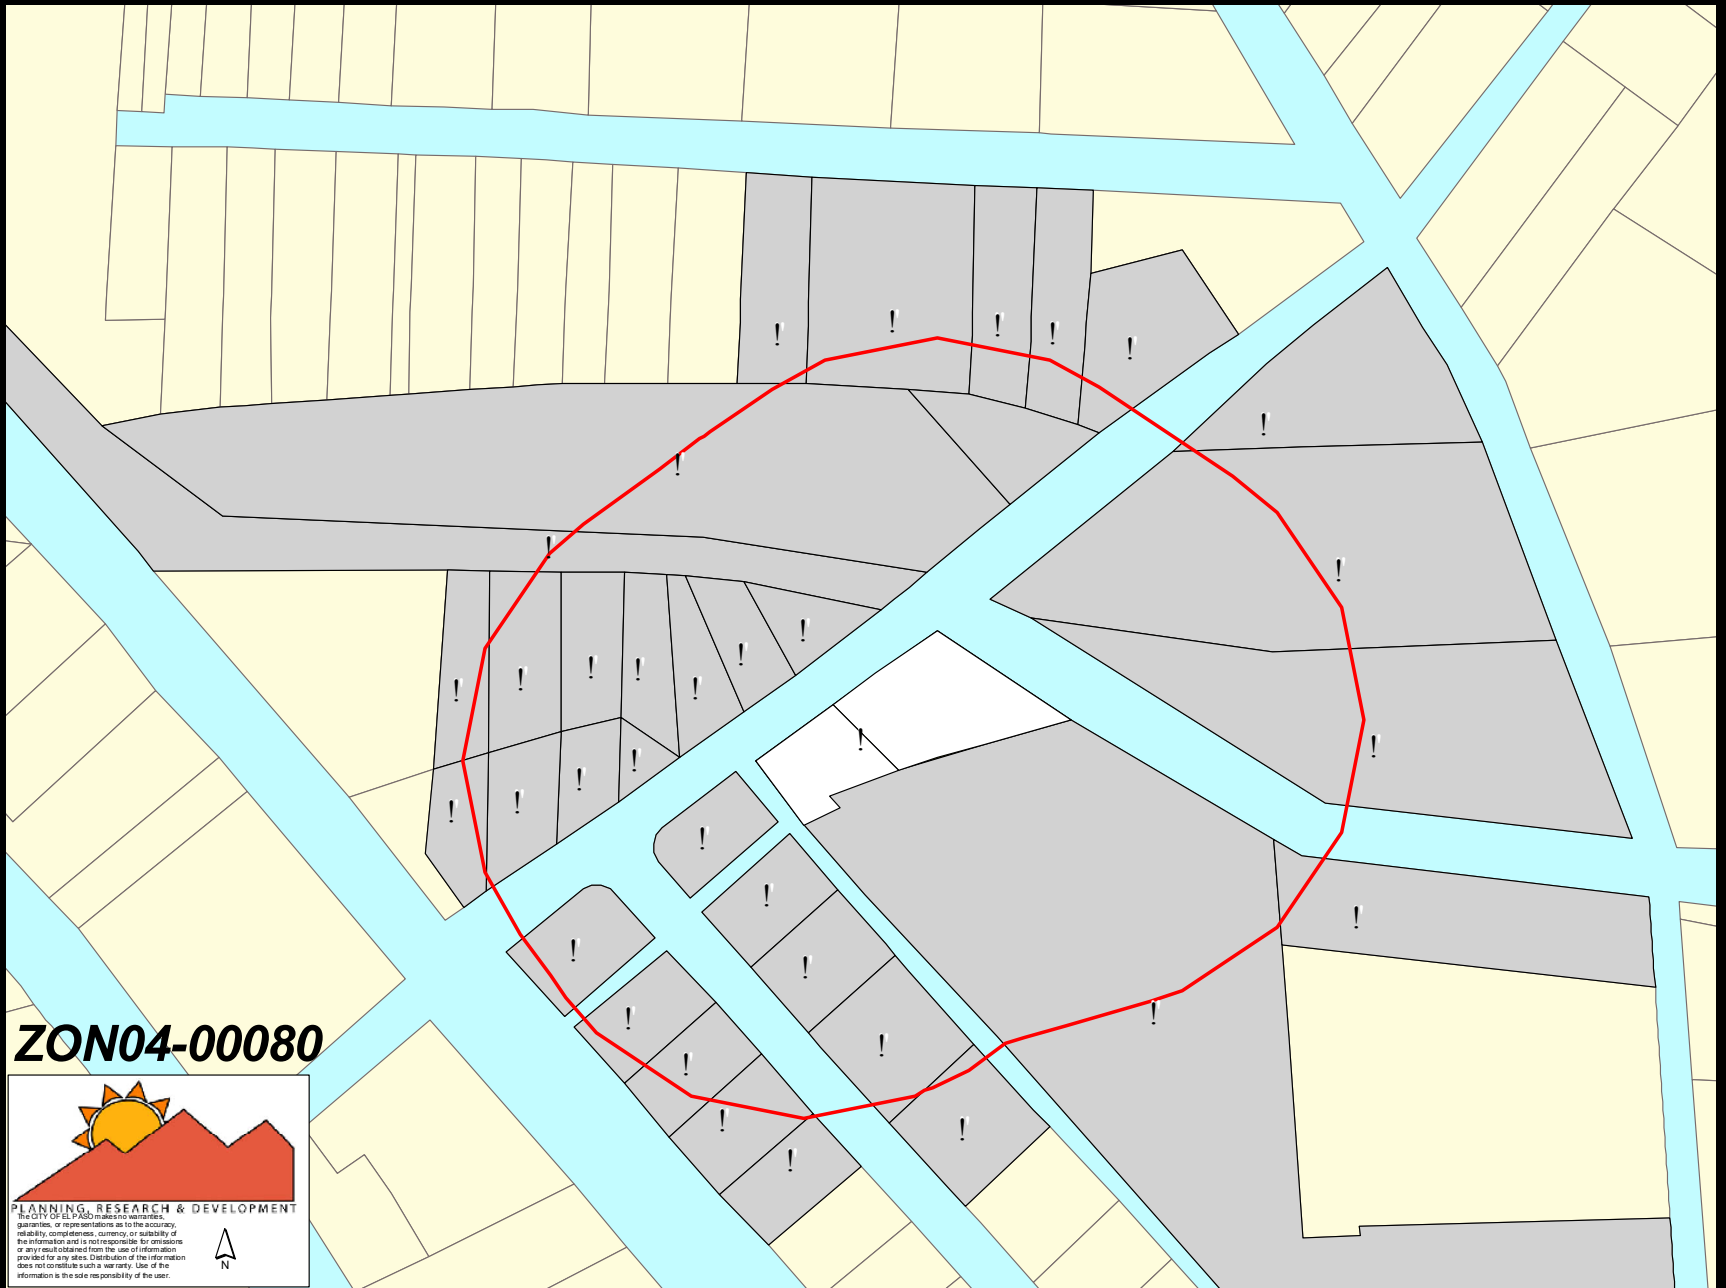 ZON04-00080
PLANNING, RESEARCH & DEVELOPMENT
The CITY OF EL PASO makes no warranties,
guaranties, or representations as to the accuracy,
reliability, completeness, currency, or suitability of
the information and is not responsible for omissions
or any result obtained from the use of information
provided for any sites. Distribution of the information
does not constitute such a warranty. Use of the
information is the sole responsibility of the user.
N